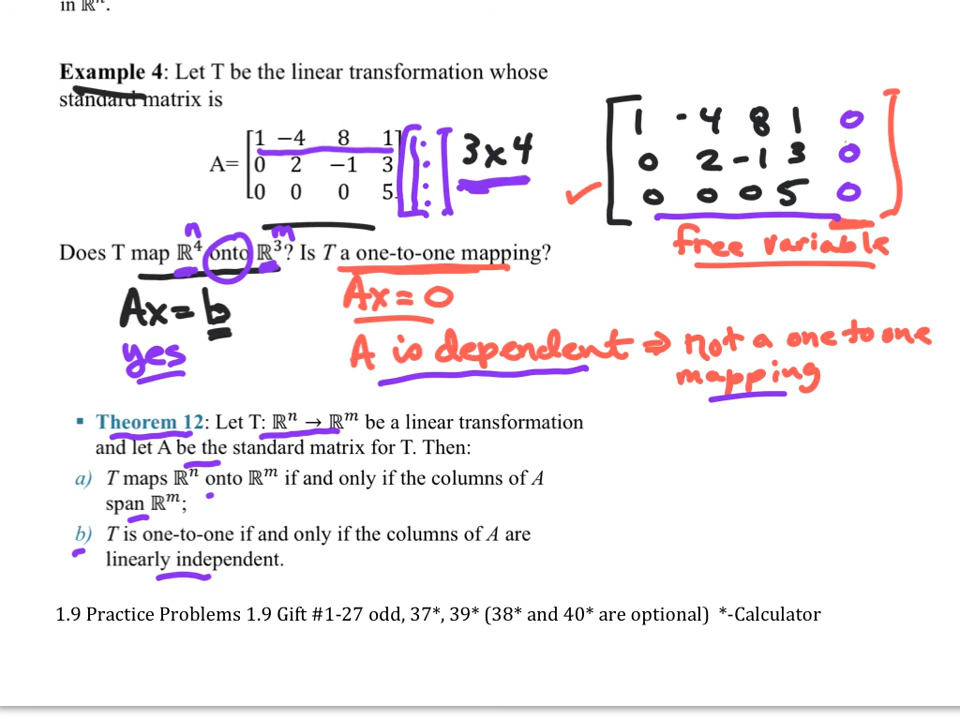 in ℝⁿ.
Example 4: Let T be the linear transformation whose
standard matrix is
A= [1 −4 8 1
0 2 −1 3
0 0 0 5]
3x4
1 -4 8 1 0
0 2 -1 3 0
0 0 0 5 0
free variable
n m
Does T map ℝ⁴ onto ℝ³? Is T a one-to-one mapping?
Ax=b
yes
Ax=0
A is dependent ⇒ not a one to one
mapping
▪ Theorem 12: Let T: ℝⁿ → ℝᵐ be a linear transformation
and let A be the standard matrix for T. Then:
a) T maps ℝⁿ onto ℝᵐ if and only if the columns of A
span ℝᵐ;
b) T is one-to-one if and only if the columns of A are
linearly independent.
1.9 Practice Problems 1.9 Gift #1-27 odd, 37*, 39* (38* and 40* are optional) *-Calculator